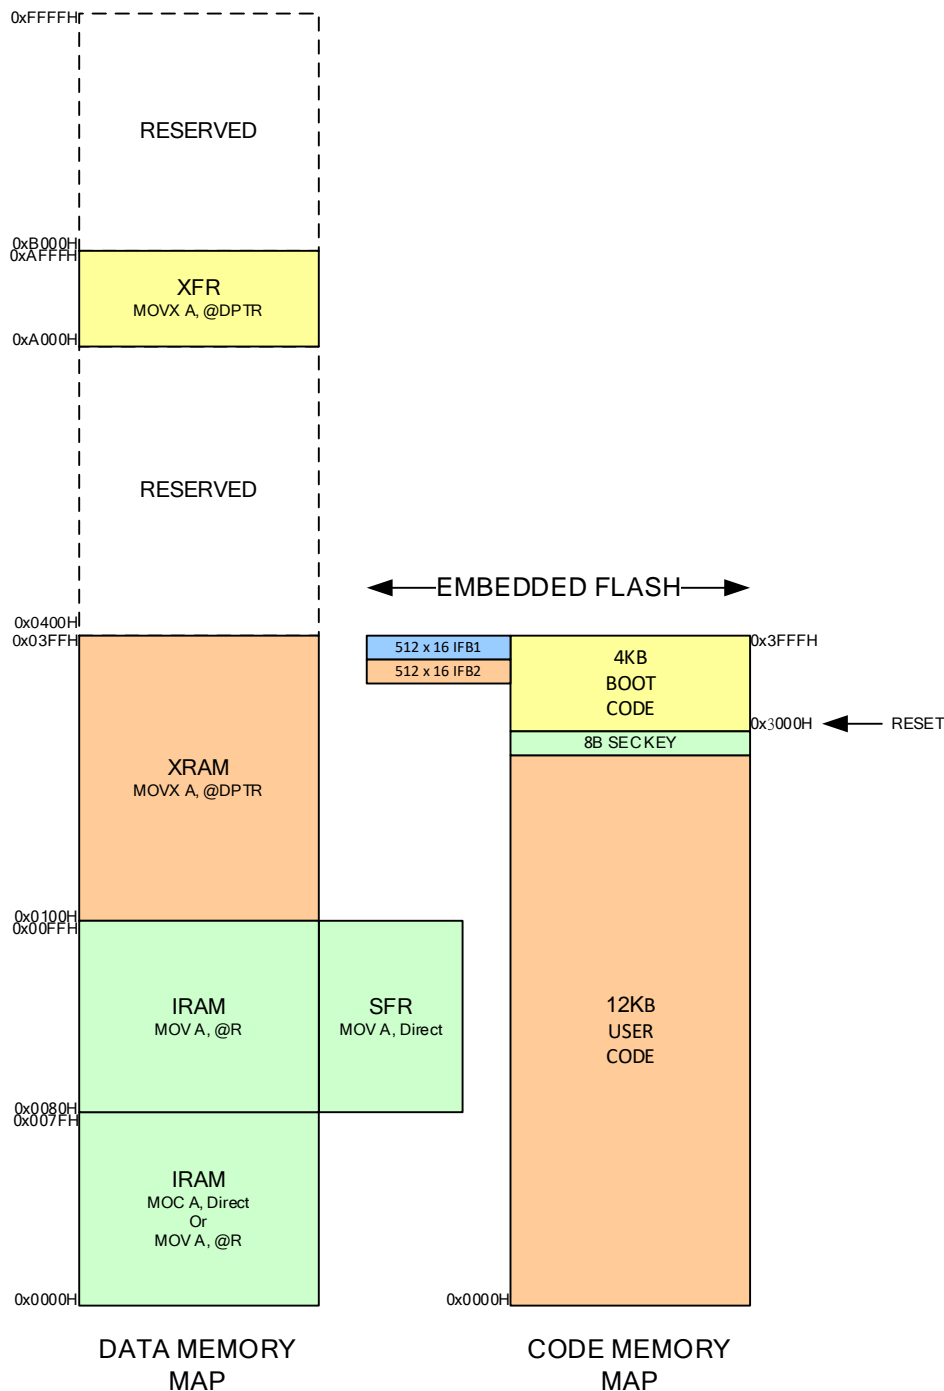 0xFFFFH
RESERVED
0xB000H
0xAFFFH
XFR
MOVX A, @DPTR
0xA000H
RESERVED
0x0400H
0x03FFH
XRAM
MOVX A, @DPTR
0x0100H
0x00FFH
IRAM
MOV A, @R
SFR
MOV A, Direct
0x0080H
0x007FH
IRAM
MOC A, Direct
Or
MOV A, @R
0x0000H
DATA MEMORY
MAP
EMBEDDED FLASH
512 x 16 IFB1
512 x 16 IFB2
4KB
BOOT
CODE
0x3FFFH
0x3000H
RESET
8B SEC KEY
12KB
USER
CODE
0x0000H
CODE MEMORY
MAP